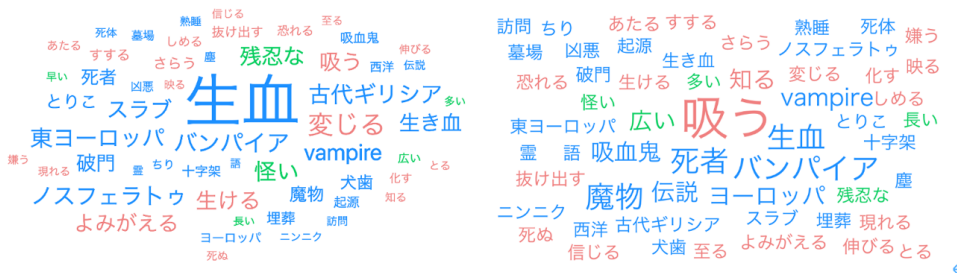 信じる
熟睡
至る
死体
恐れる
抜け出す
墓場
しめる
吸血鬼
あたる
伸びる
すする
残忍な
塵
さらう
吸う
西洋
伝説
早い
死者
凶悪
映る
生血
古代ギリシア
多い
とりこ
スラブ
変じる
生き血
東ヨーロッパ
バンパイア
vampire
広い
嫌う
破門
霊
ちり
十字架
語
怪い
とる
現れる
犬歯
化す
魔物
知る
ノスフェラトゥ
生ける
起源
よみがえる
長い
埋葬
訪問
ヨーロッパ
ニンニク
死ぬ
訪問
ちり
あたる
すする
熟睡
死体
嫌う
墓場
凶悪
起源
さらう
ノスフェラトゥ
生き血
映る
恐れる
破門
生ける
多い
知る
変じる
化す
怪い
vampire
しめる
東ヨーロッパ
広い
吸う
生血
とりこ
長い
十字架
霊
語
吸血鬼
死者
バンパイア
抜け出す
塵
魔物
伝説
ヨーロッパ
残忍な
ニンニク
西洋
古代ギリシア
スラブ
埋葬
現れる
死ぬ
信じる
犬歯
至る
よみがえる
伸びる
とる